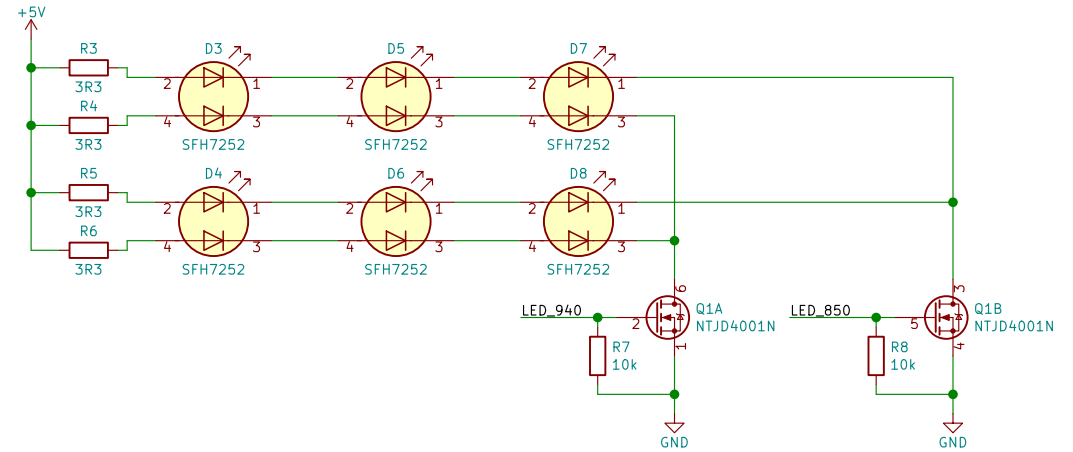 +5V
R3
3R3
R4
3R3
R5
3R3
R6
3R3
D3
2 1
4 3
SFH7252
D5
2 1
4 3
SFH7252
D7
2 1
4 3
SFH7252
D4
2 1
4 3
SFH7252
D6
2 1
4 3
SFH7252
D8
2 1
4 3
SFH7252
LED_940
2
6
1
Q1A
NTJD4001N
R7
10k
GND
LED_850
5
3
4
Q1B
NTJD4001N
R8
10k
GND